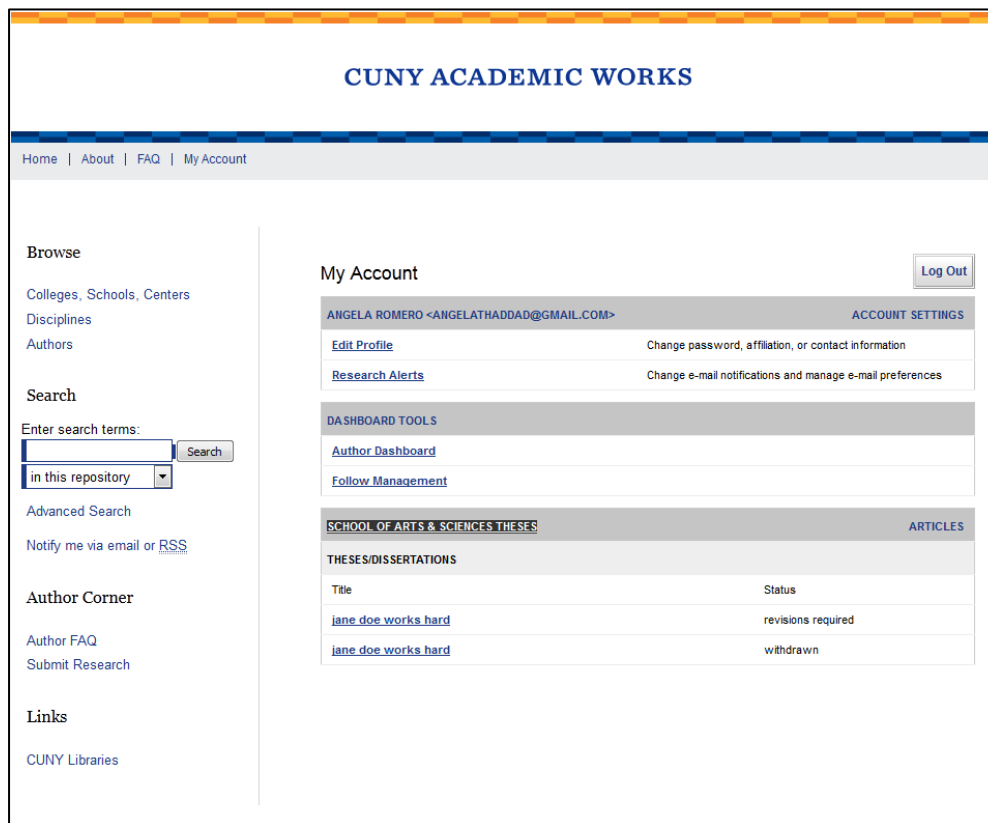 CUNY ACADEMIC WORKS
Home | About | FAQ | My Account
Browse
Colleges, Schools, Centers
Disciplines
Authors
Search
Enter search terms:
Search
in this repository
Advanced Search
Notify me via email or RSS
Author Corner
Author FAQ
Submit Research
Links
CUNY Libraries
My Account
Log Out
ANGELA ROMERO <ANGELATHADDAD@GMAIL.COM> ACCOUNT SETTINGS
Edit Profile Change password, affiliation, or contact information
Research Alerts Change e-mail notifications and manage e-mail preferences
DASHBOARD TOOLS
Author Dashboard
Follow Management
SCHOOL OF ARTS & SCIENCES THESES ARTICLES
THESES/DISSERTATIONS
Title Status
jane doe works hard revisions required
jane doe works hard withdrawn